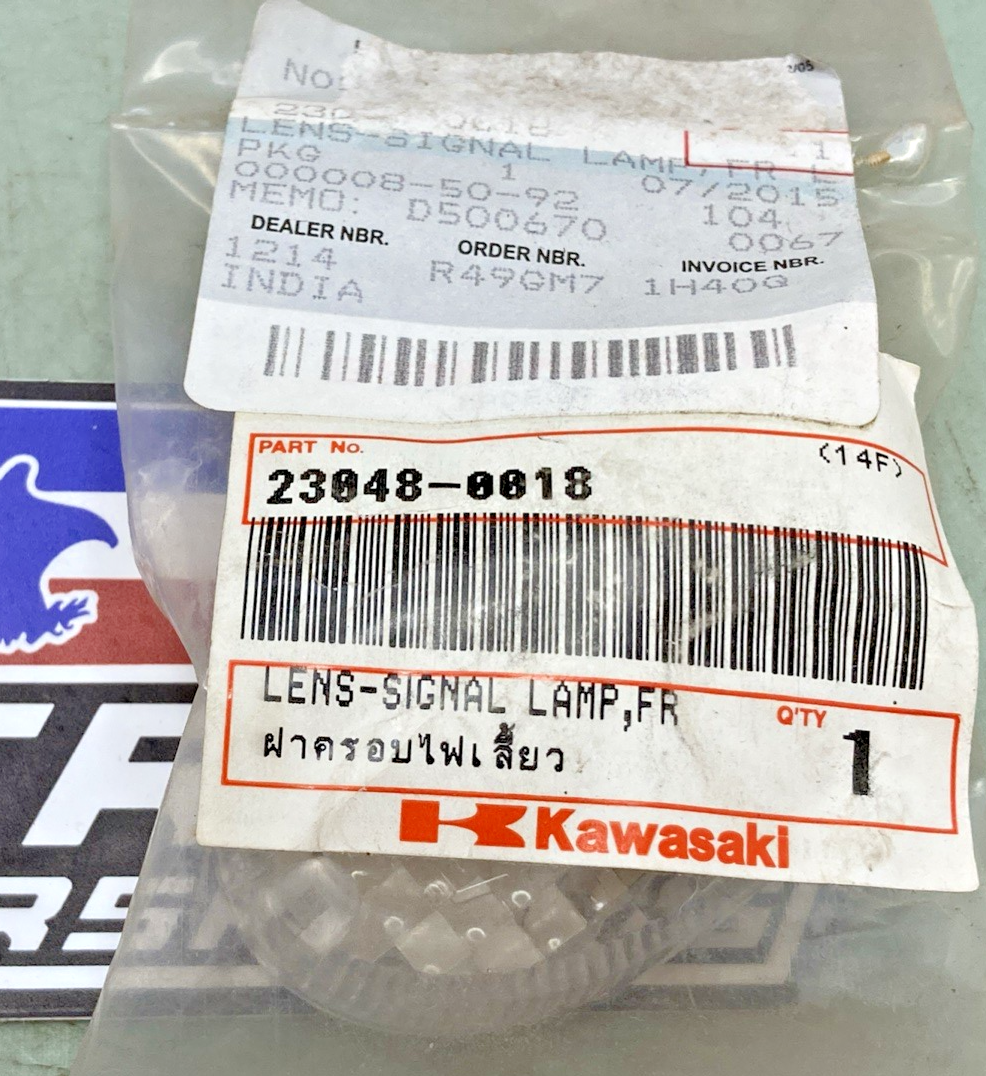 No:
LENS-SIGNAL LAMP, FR L
1
PKG 1 07/2015
000008-50-92 104
MEMO: D500670 0067
DEALER NBR. ORDER NBR. INVOICE NBR.
1214 R49GM7 1H40Q
INDIA
PART No. (14F)
23048-0018
LENS-SIGNAL LAMP,FR
Q'TY 1
ฝาครอบไฟเลี้ยว
Kawasaki